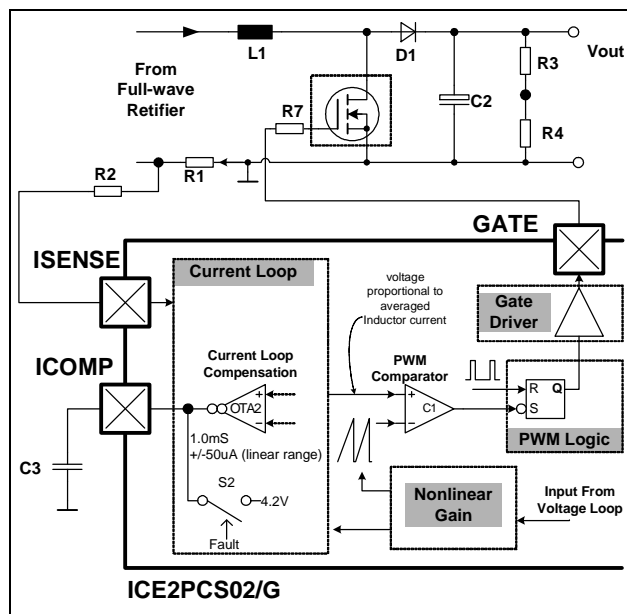 L1
D1
From
Full-wave
Retifier
R7
C2
R3
Vout
R4
R2
R1
GATE
ISENSE
Current Loop
voltage
proportional to
averaged
Inductor current
Gate
Driver
ICOMP
Current Loop
Compensation
PWM
Comparator
+
-
OTA2
+
-
C1
R
Q
S
PWM Logic
1.0mS
+/-50uA (linear range)
C3
S2
4.2V
Fault
Nonlinear
Gain
Input From
Voltage Loop
ICE2PCS02/G